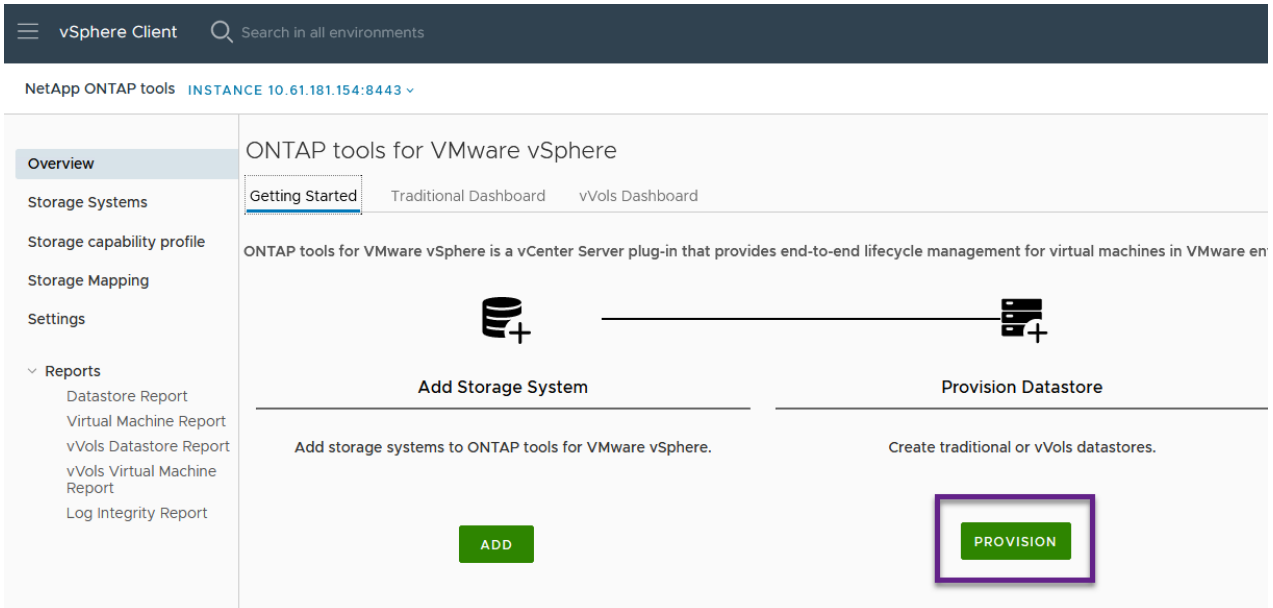 vSphere Client
Search in all environments
NetApp ONTAP tools INSTANCE 10.61.181.154:8443
Overview
Storage Systems
Storage capability profile
Storage Mapping
Settings
Reports
Datastore Report
Virtual Machine Report
vVols Datastore Report
vVols Virtual Machine
Report
Log Integrity Report
ONTAP tools for VMware vSphere
Getting Started Traditional Dashboard vVols Dashboard
ONTAP tools for VMware vSphere is a vCenter Server plug-in that provides end-to-end lifecycle management for virtual machines in VMware en
Add Storage System
Add storage systems to ONTAP tools for VMware vSphere.
ADD
Provision Datastore
Create traditional or vVols datastores.
PROVISION